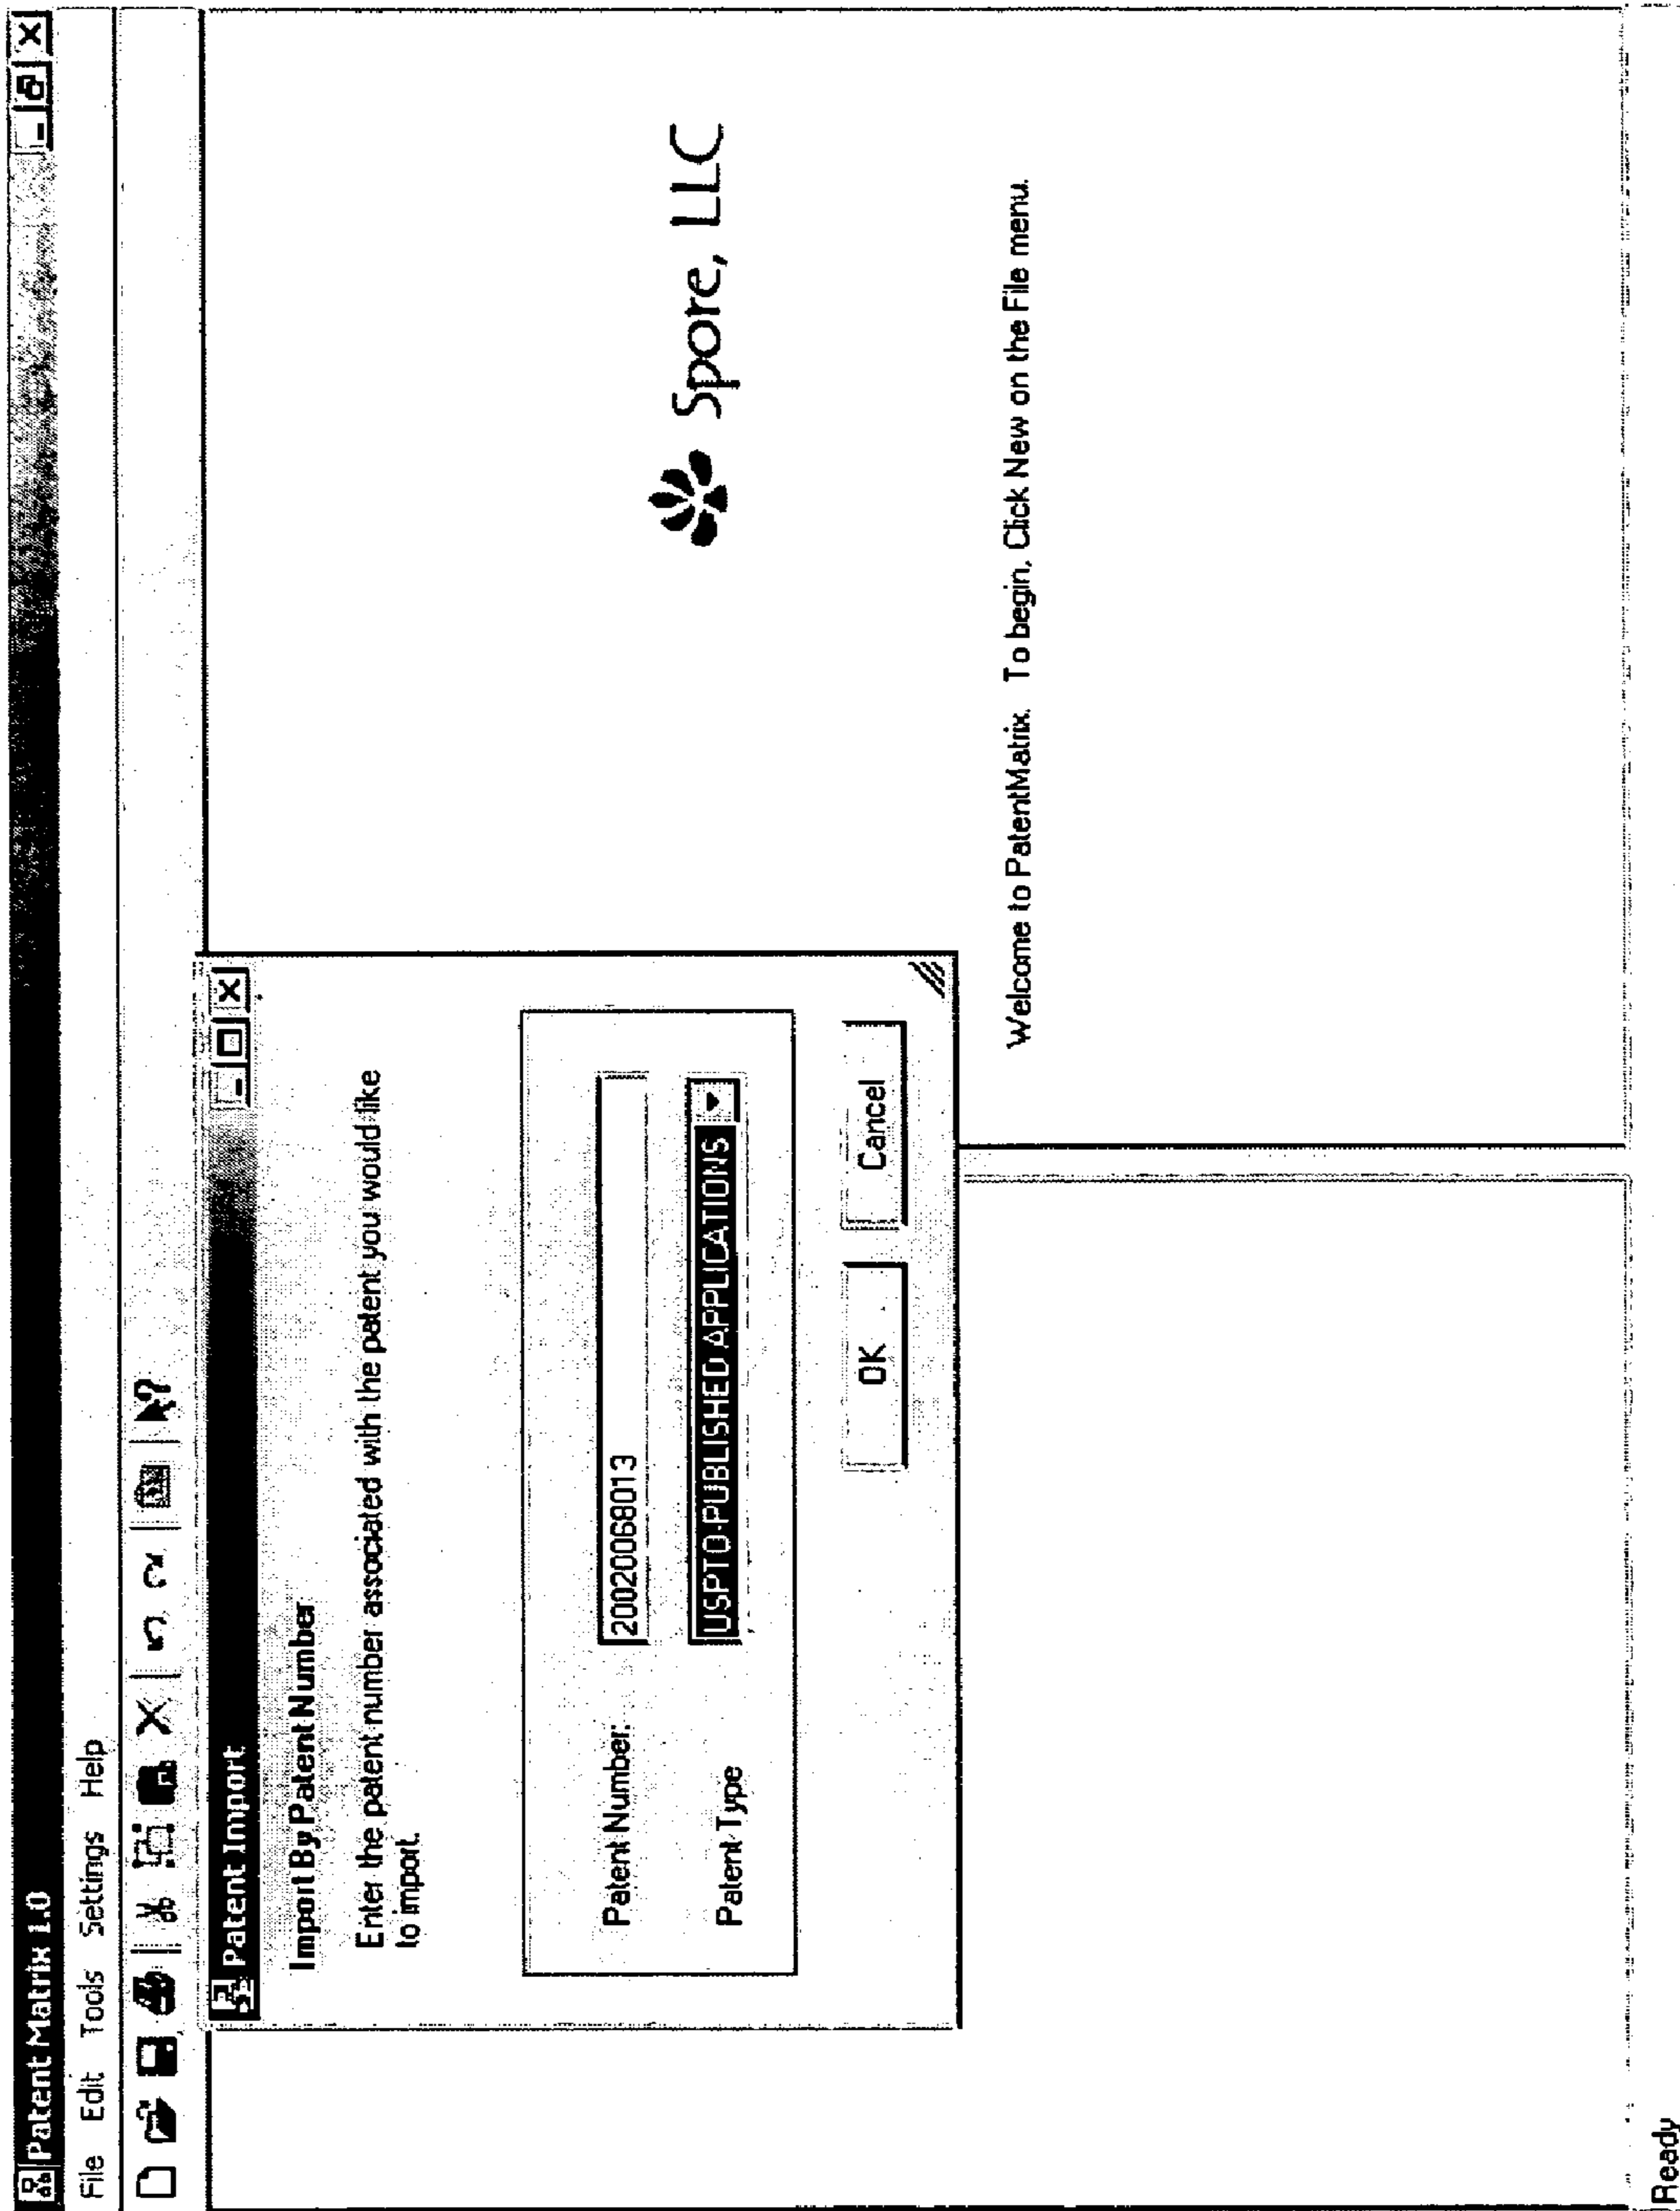 Patent Matrix 1.0
File Edit Tools Settings Help
Patent Import
Import By Patent Number
Enter the patent number associated with the patent you would like
to import.
Patent Number: 20020068013
Patent Type USPTO-PUBLISHED APPLICATIONS
OK Cancel
Spore, LLC
Welcome to PatentMatrix. To begin, Click New on the File menu.
Ready